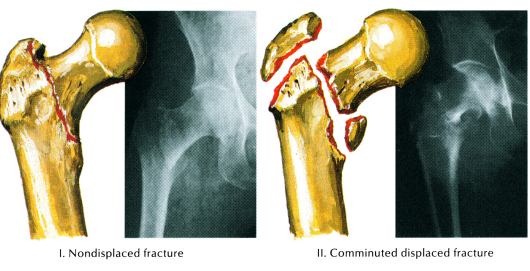 I. Nondisplaced fracture
II. Comminuted displaced fracture